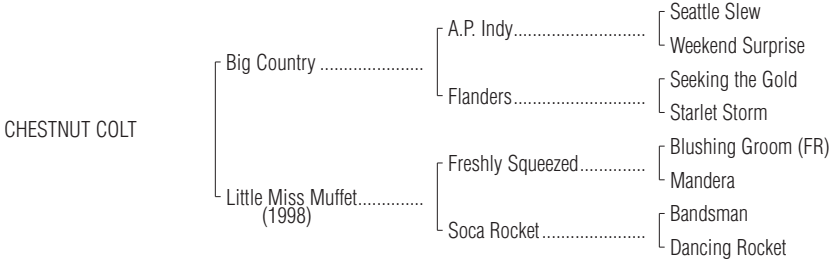 Seattle Slew
A.P. Indy............................
Weekend Surprise
Big Country ......................
Seeking the Gold
Flanders............................
Starlet Storm
CHESTNUT COLT
Blushing Groom (FR)
Freshly Squeezed..............
Mandera
Little Miss Muffet..............
(1998)
Bandsman
Soca Rocket......................
Dancing Rocket